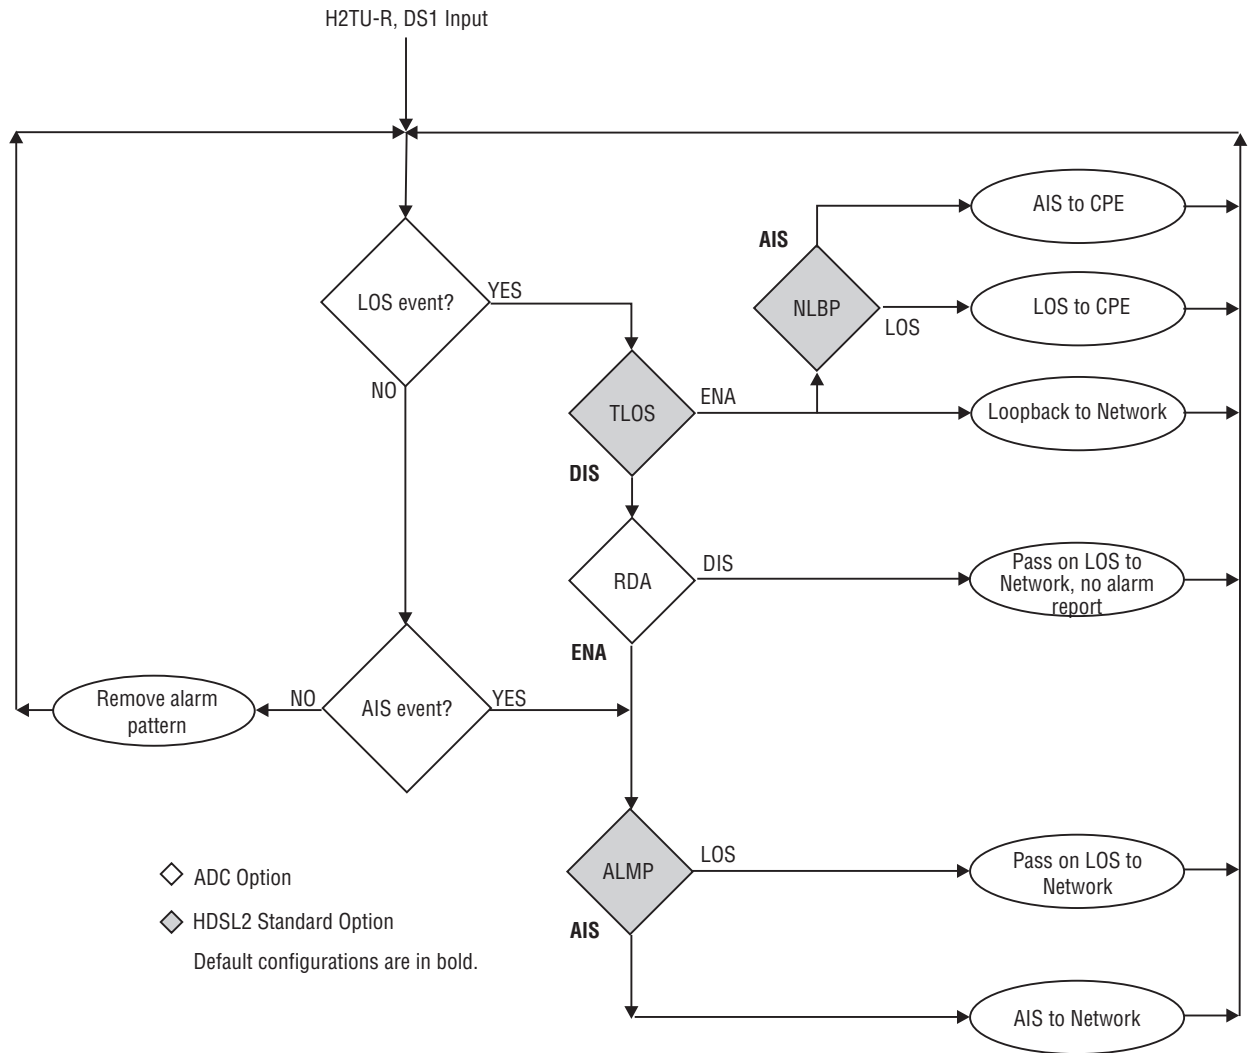 H2TU-R, DS1 Input
AIS to CPE
AIS
LOS event?
YES
NLBP
LOS
LOS to CPE
NO
TLOS
ENA
Loopback to Network
DIS
RDA
DIS
Pass on LOS to
Network, no alarm
report
ENA
Remove alarm
pattern
NO
AIS event?
YES
ALMP
LOS
Pass on LOS to
Network
AIS
ADC Option
HDSL2 Standard Option
Default configurations are in bold.
AIS to Network